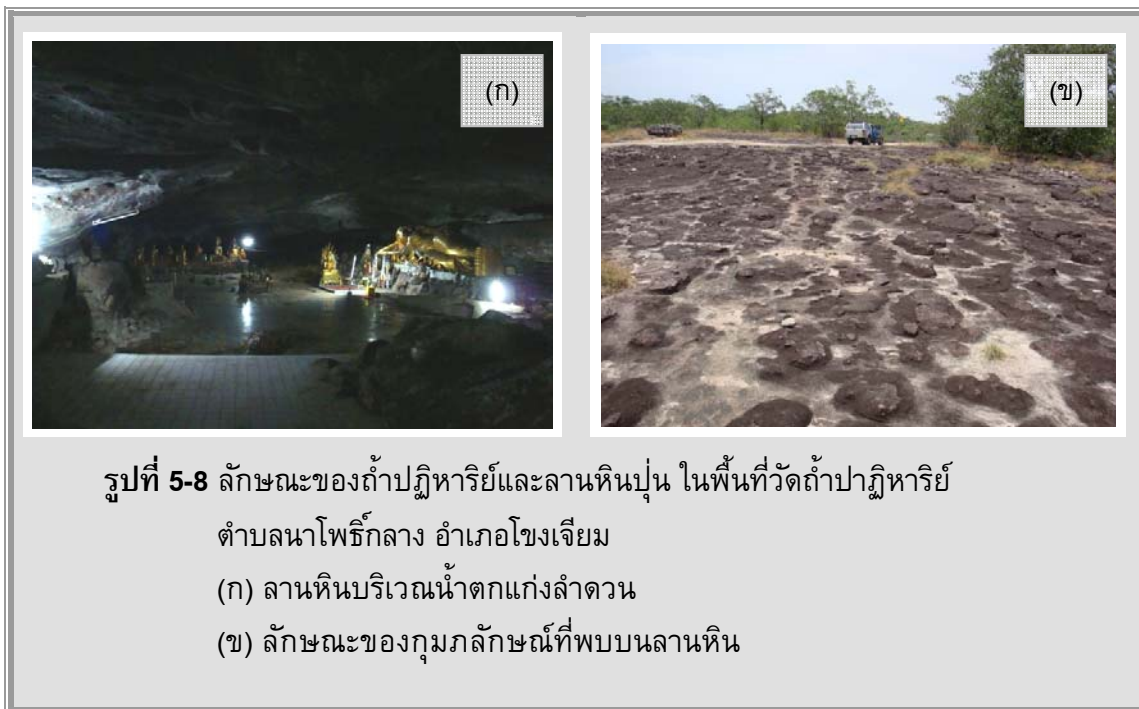 (ก)
(ข)
รูปที่ 5-8 ลักษณะของถ้ำปฏิหาริย์และลานหินปุ่น ในพื้นที่วัดถ้ำปาฏิหาริย์
ตำบลนาโพธิ์กลาง อำเภอโขงเจียม
(ก) ลานหินบริเวณน้ำตกแก่งลำดวน
(ข) ลักษณะของกุมภลักษณ์ที่พบบนลานหิน